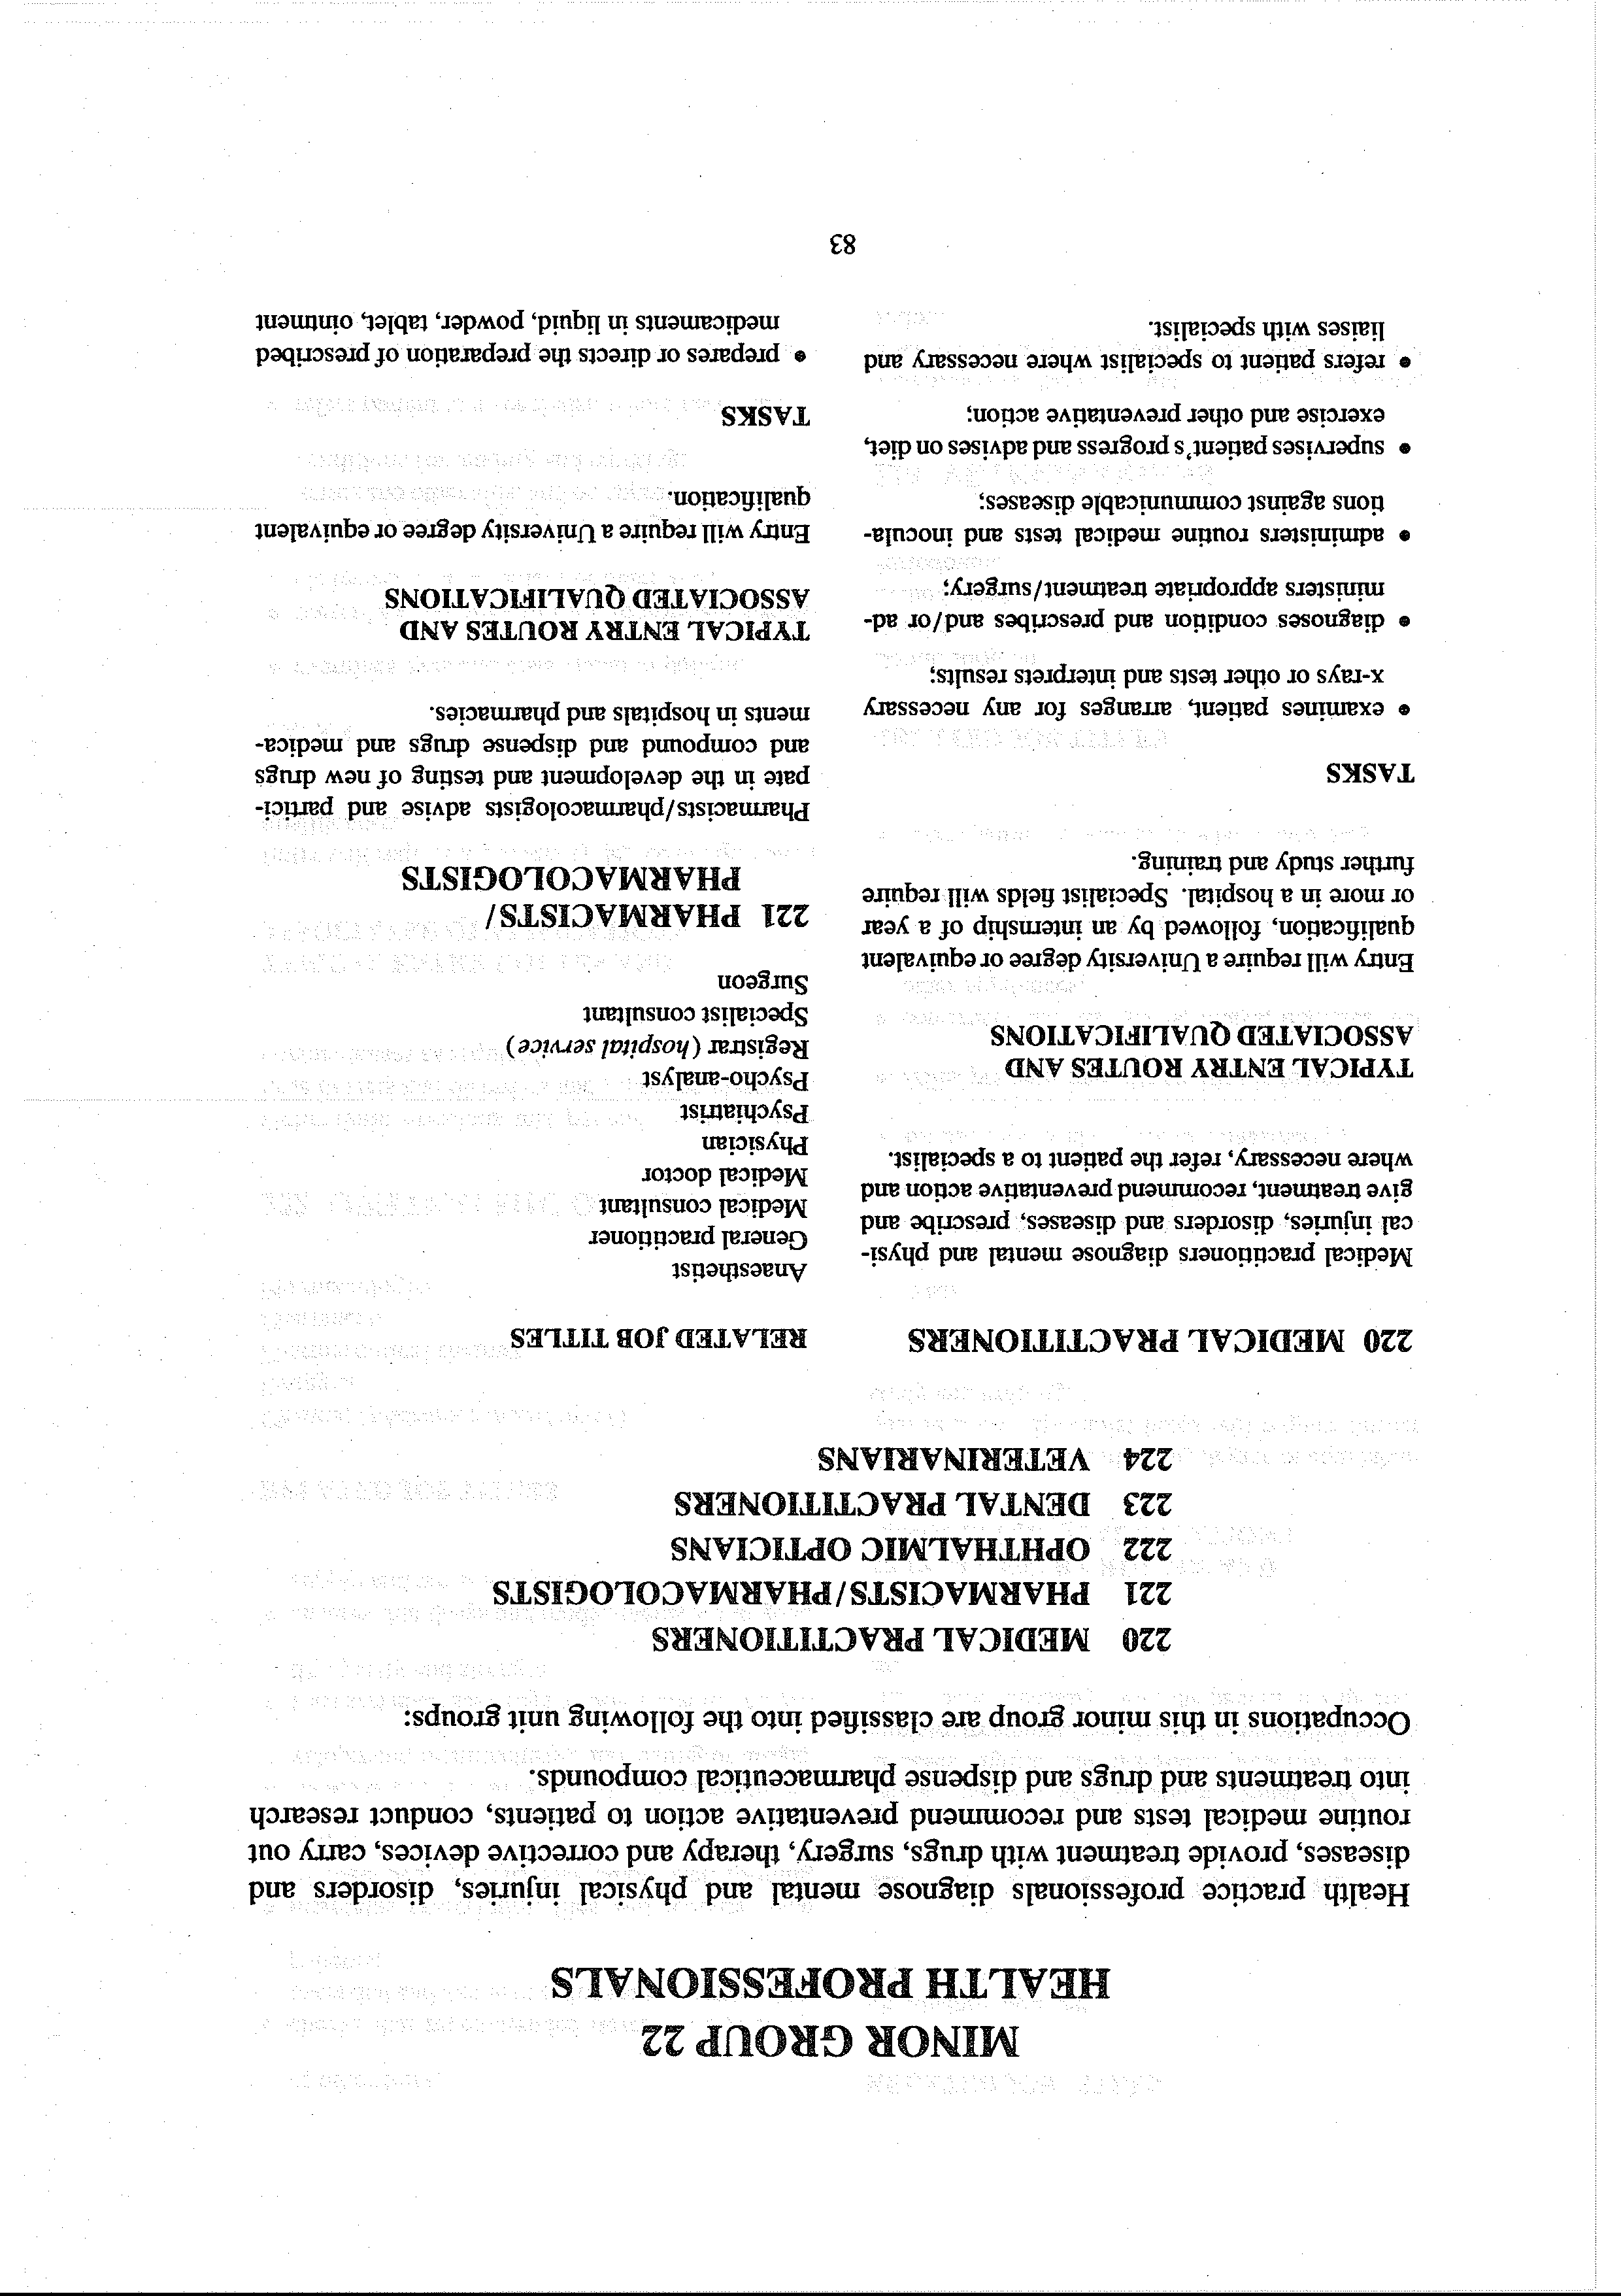 MINOR GROUP 22
HEALTH PROFESSIONALS
Health practice professionals diagnose mental and physical injuries, disorders and
diseases, provide treatment with drugs, surgery, therapy and corrective devices, carry out
routine medical tests and recommend preventative action to patients, conduct research
into treatments and drugs and dispense pharmaceutical compounds.
Occupations in this minor group are classified into the following unit groups:
220 MEDICAL PRACTITIONERS
221 PHARMACISTS/PHARMACOLOGISTS
222 OPHTHALMIC OPTICIANS
223 DENTAL PRACTITIONERS
224 VETERINARIANS
220 MEDICAL PRACTITIONERS
Medical practitioners diagnose mental and physi-
cal injuries, disorders and diseases, prescribe and
give treatment, recommend preventative action and
where necessary, refer the patient to a specialist.
TYPICAL ENTRY ROUTES AND
ASSOCIATED QUALIFICATIONS
Entry will require a University degree or equivalent
qualification, followed by an internship of a year
or more in a hospital. Specialist fields will require
further study and training.
TASKS
• examines patient, arranges for any necessary
x-rays or other tests and interprets results;
• diagnoses condition and prescribes and/or ad-
ministers appropriate treatment/surgery;
• administers routine medical tests and inocula-
tions against communicable diseases;
• supervises patient's progress and advises on diet,
exercise and other preventative action;
• refers patient to specialist where necessary and
liaises with specialist.
RELATED JOB TITLES
Anaesthetist
General practitioner
Medical consultant
Medical doctor
Physician
Psychiatrist
Psycho-analyst
Registrar (hospital service)
Specialist consultant
Surgeon
221 PHARMACISTS/
PHARMACOLOGISTS
Pharmacists/pharmacologists advise and partici-
pate in the development and testing of new drugs
and compound and dispense drugs and medica-
ments in hospitals and pharmacies.
TYPICAL ENTRY ROUTES AND
ASSOCIATED QUALIFICATIONS
Entry will require a University degree or equivalent
qualification.
TASKS
• prepares or directs the preparation of prescribed
medicaments in liquid, powder, tablet, ointment
83